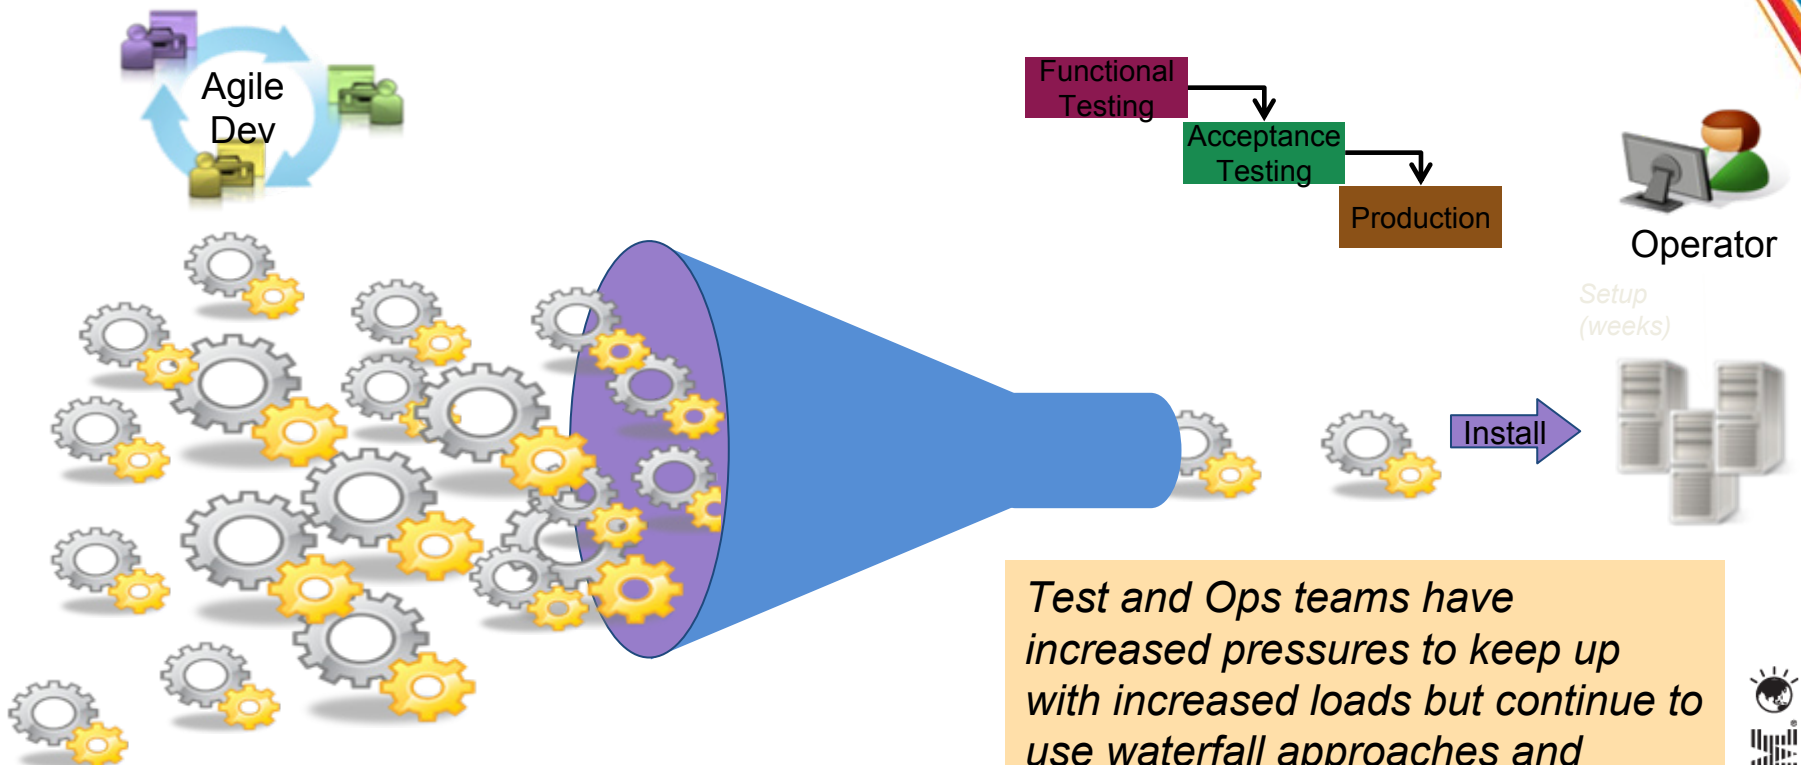 Agile
Dev
Functional
Testing
Acceptance
Testing
Production
Operator
Setup
(weeks)
Install
Test and Ops teams have
increased pressures to keep up
with increased loads but continue to
use waterfall approaches and